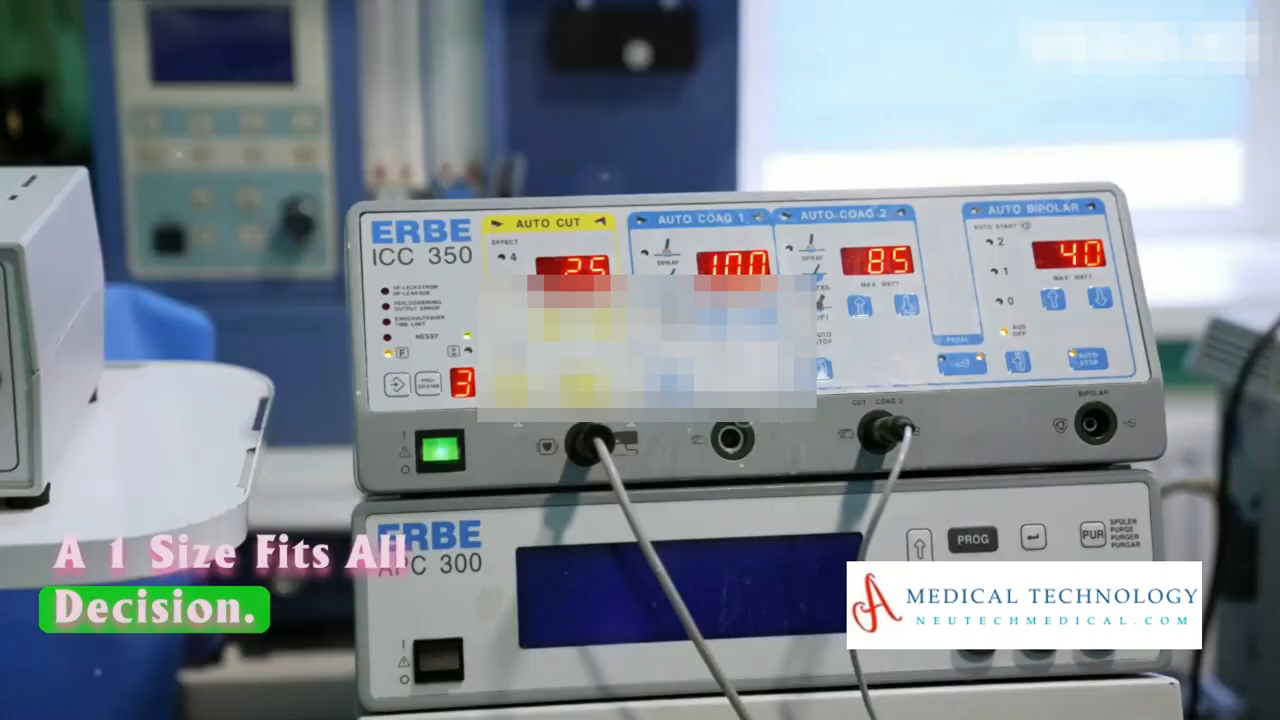 ERBE
ICC 350
AUTO CUT
AUTO COAG 1
AUTO COAG 2
AUTO BIPOLAR
EFFECT
4
25
SPRAY
100
SPRAY
85
MAX WATT
AUTO START
2
1
0
40
MAX WATT
HF-LECKSTROM
HF-LEAKAGE
FEHLDOSIERUNG
OUTPUT ERROR
EINSCHALTDAUER
TIME LIMIT
NESSY
F
PRO-
GRAMM
3
PEDAL
AUS
OFF
AUTO
STOP
CUT COAG 2
BIPOLAR
ERBE
APC 300
PROG
PUR
SPÜLEN
PURGE
PURGER
PURGAR
A 1 Size Fits All
Decision.
A MEDICAL TECHNOLOGY
NEUTECHMEDICAL.COM